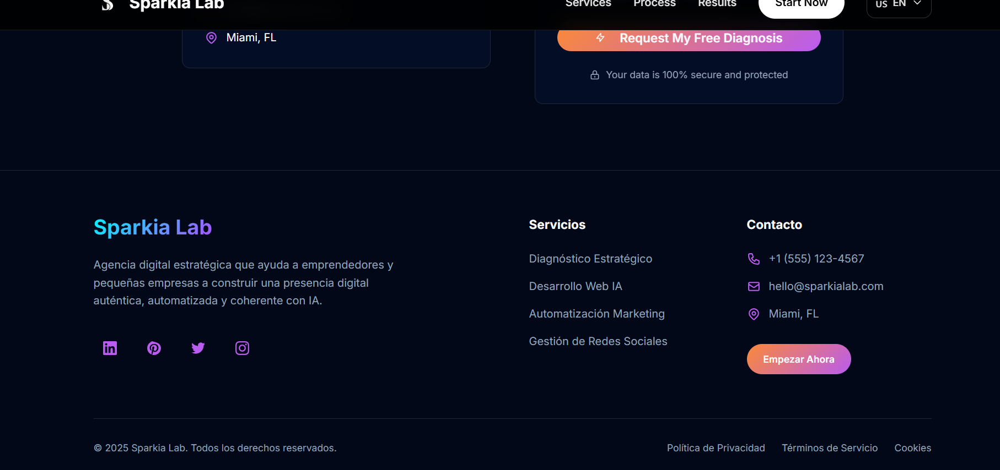 Sparkia Lab
Services
Process
Results
Start Now
US EN
Miami, FL
Request My Free Diagnosis
Your data is 100% secure and protected
Sparkia Lab
Agencia digital estratégica que ayuda a emprendedores y
pequeñas empresas a construir una presencia digital
auténtica, automatizada y coherente con IA.
Servicios
Diagnóstico Estratégico
Desarrollo Web IA
Automatización Marketing
Gestión de Redes Sociales
Contacto
+1 (555) 123-4567
hello@sparkialab.com
Miami, FL
Empezar Ahora
© 2025 Sparkia Lab. Todos los derechos reservados.
Política de Privacidad
Términos de Servicio
Cookies